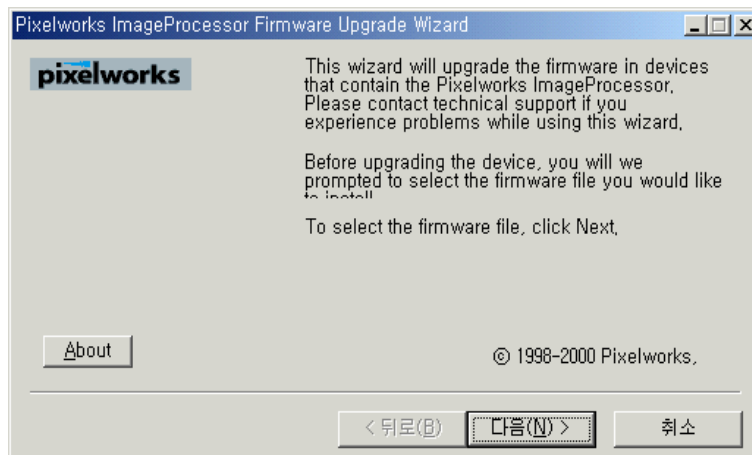 Pixelworks ImageProcessor Firmware Upgrade Wizard
pixelworks
This wizard will upgrade the firmware in devices
that contain the Pixelworks ImageProcessor,
Please contact technical support if you
experience problems while using this wizard,
Before upgrading the device, you will we
prompted to select the firmware file you would like
to install
To select the firmware file, click Next,
About
© 1998-2000 Pixelworks,
< 뒤로(B)
다음(N) >
취소